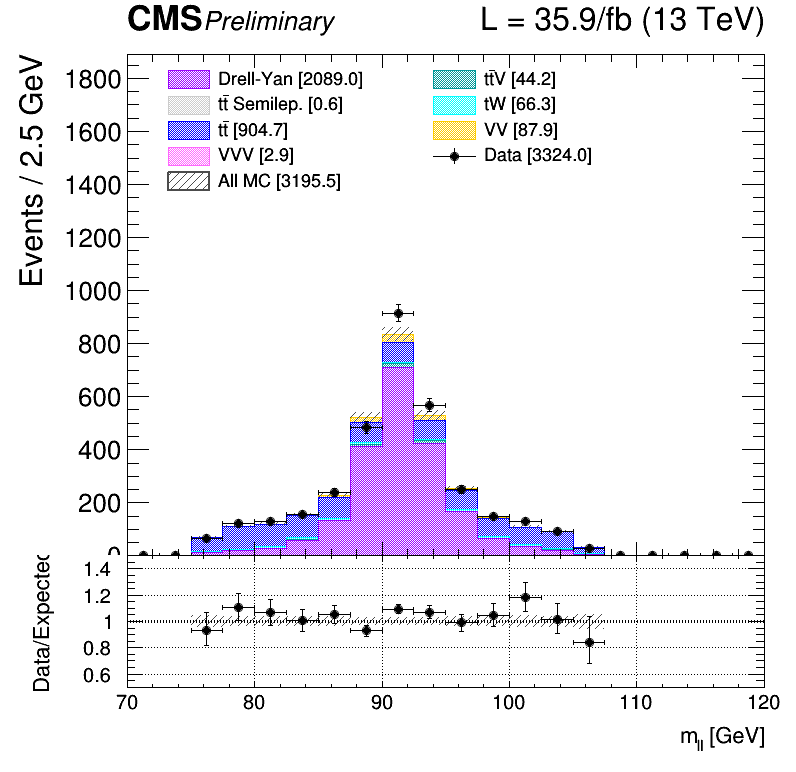 CMS Preliminary L = 35.9/fb (13 TeV)
Events / 2.5 GeV
1800
1600
1400
1200
1000
800
600
400
200
0
Drell-Yan [2089.0]
tt̄ Semilep. [0.6]
tt̄ [904.7]
VVV [2.9]
All MC [3195.5]
tt̄V [44.2]
tW [66.3]
VV [87.9]
Data [3324.0]
Data/Expected
1.4
1.2
1
0.8
0.6
70 80 90 100 110 120
m_ll [GeV]